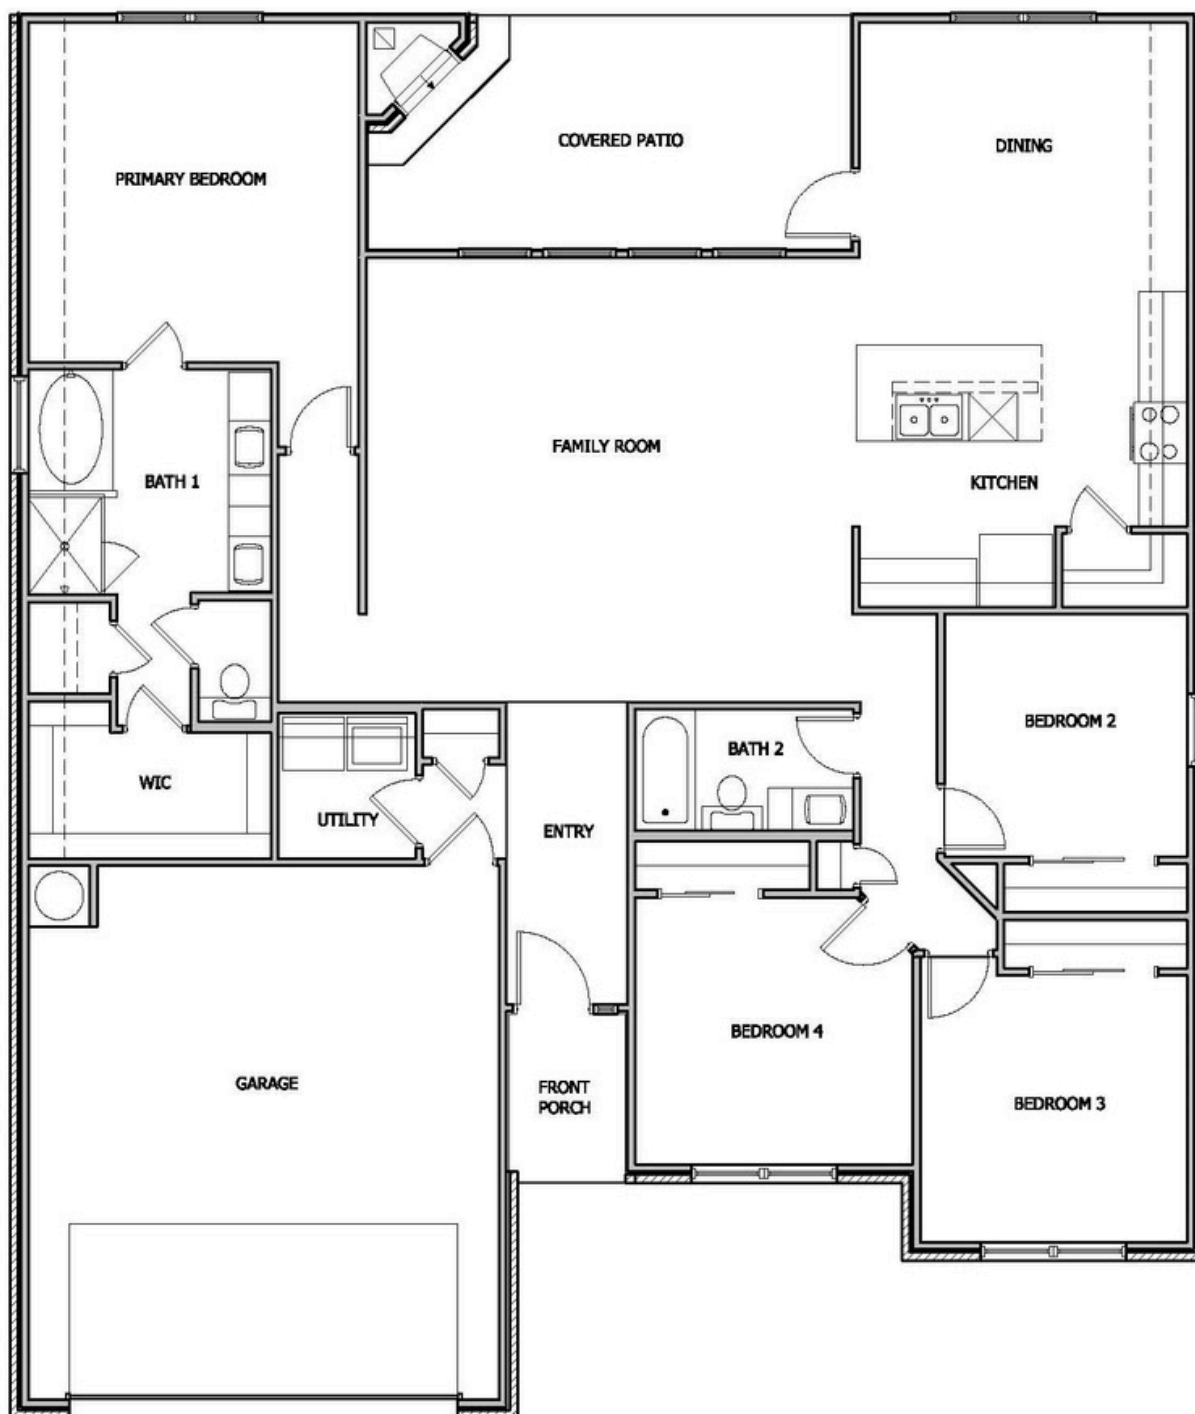 COVERED PATIO
DINING
PRIMARY BEDROOM
FAMILY ROOM
BATH 1
KITCHEN
BEDROOM 2
BATH 2
WIC
UTILITY
ENTRY
BEDROOM 4
GARAGE
FRONT
PORCH
BEDROOM 3